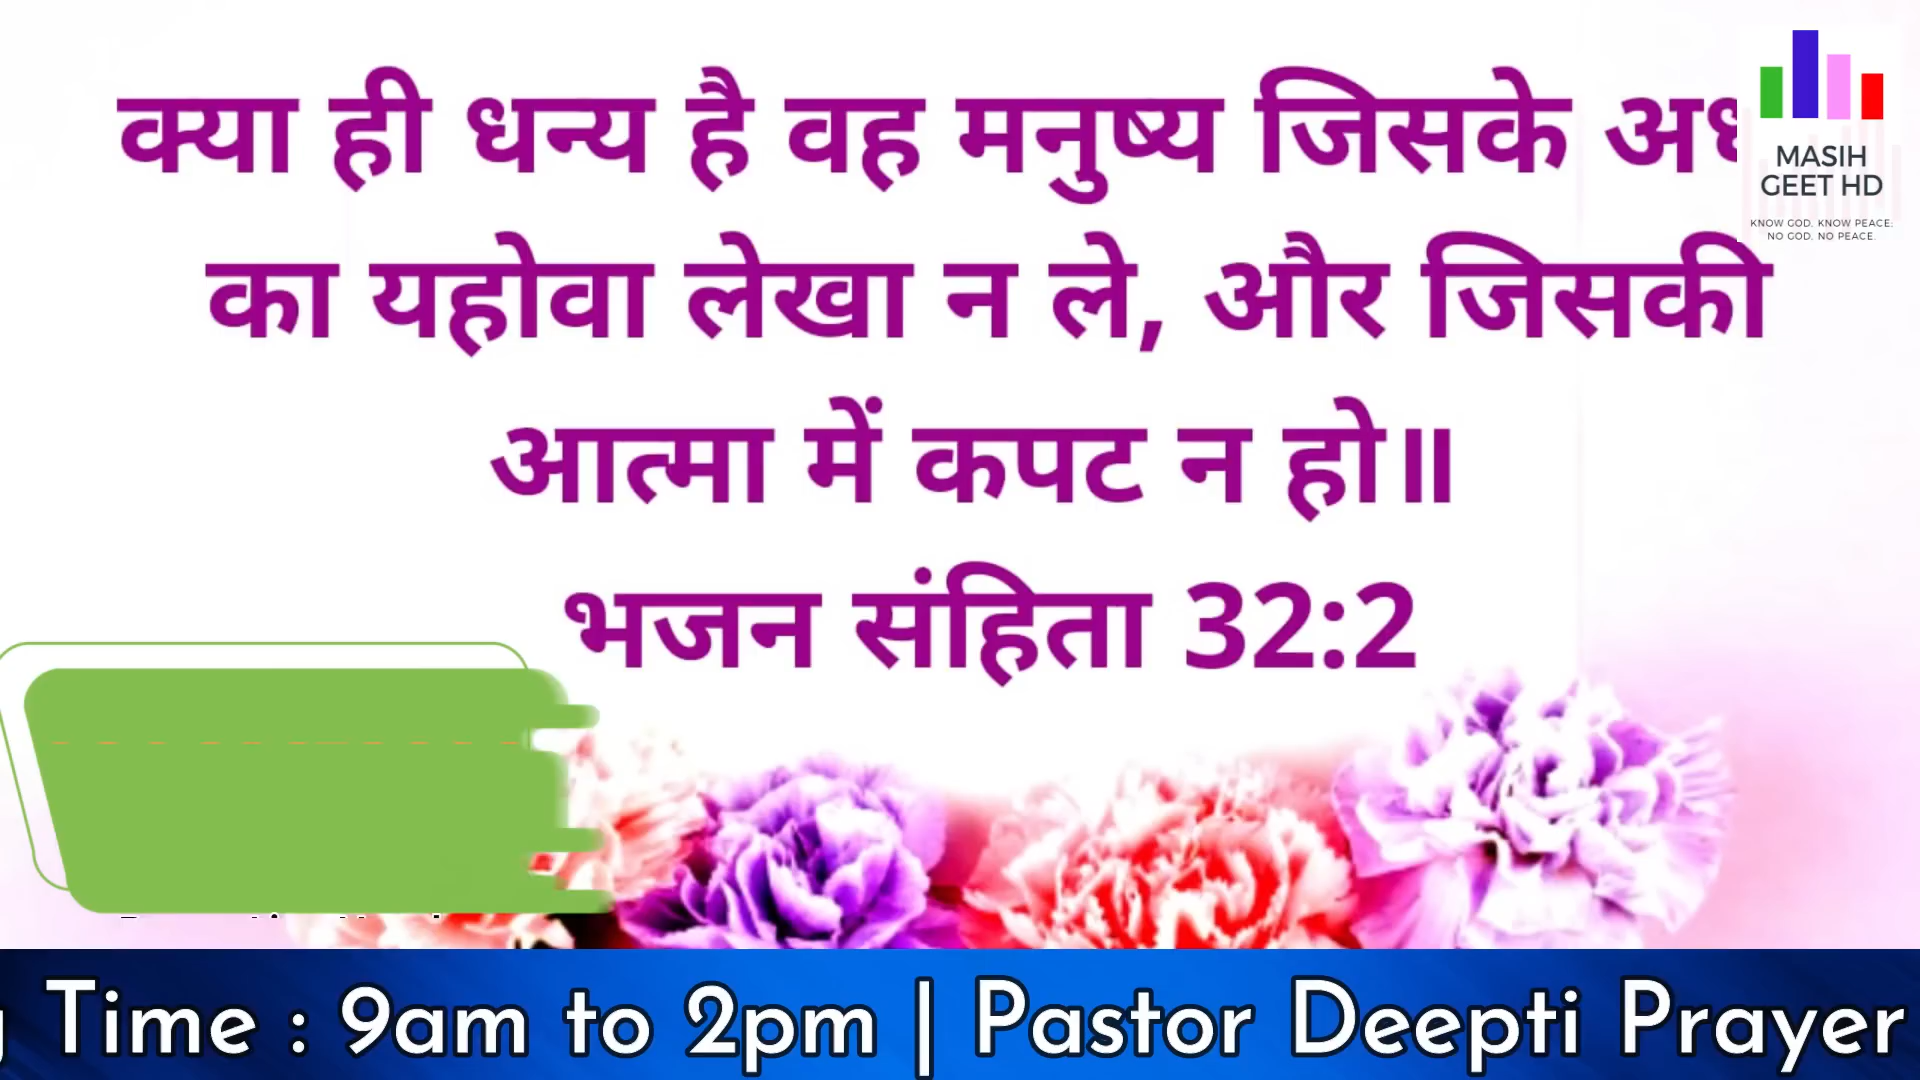 क्या ही धन्य है वह मनुष्य जिसके
का यहोवा लेखा न ले, और जिसकी
आत्मा में कपट न हो॥
भजन संहिता 32:2
MASIH
GEET HD
KNOW GOD. KNOW PEACE:
NO GOD. NO PEACE.
Time : 9am to 2pm | Pastor Deepti Prayer